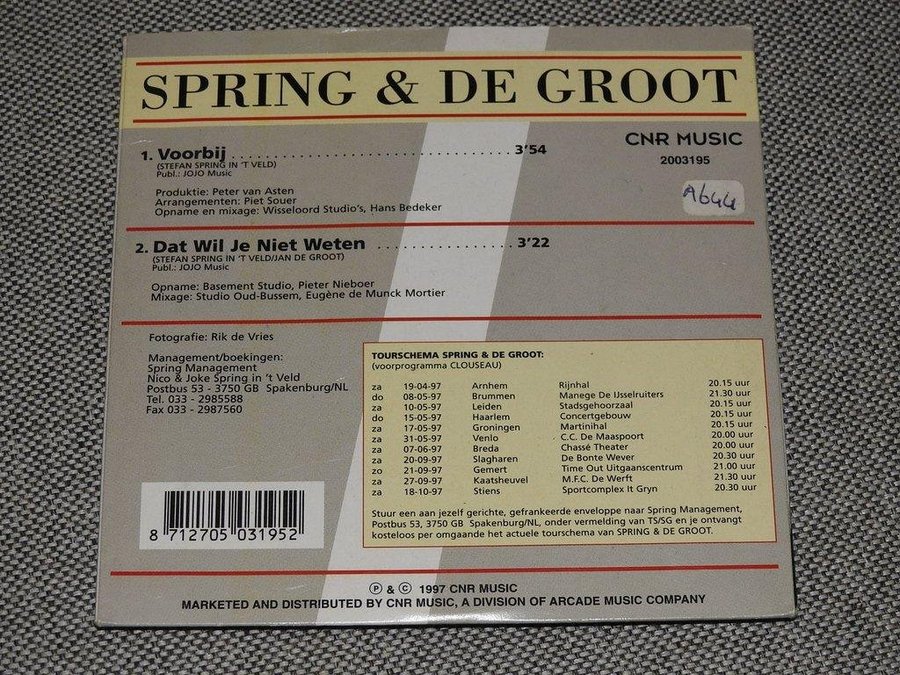 SPRING & DE GROOT
CNR MUSIC
2003195
A644
1. Voorbij 3'54
(STEFAN SPRING IN 'T VELD)
Publ.: JOJO Music
Produktie: Peter van Asten
Arrangementen: Piet Souer
Opname en mixage: Wisseloord Studio's, Hans Bedeker
2. Dat Wil Je Niet Weten 3'22
(STEFAN SPRING IN 'T VELD/JAN DE GROOT)
Publ.: JOJO Music
Opname: Basement Studio, Pieter Nieboer
Mixage: Studio Oud-Bussem, Eugène de Munck Mortier
Fotografie: Rik de Vries
Management/boekingen:
Spring Management
Nico & Joke Spring in 't Veld
Postbus 53 - 3750 GB Spakenburg/NL
Tel. 033 - 2985588
Fax 033 - 2987560
TOURSCHEMA SPRING & DE GROOT:
(voorprogramma CLOUSEAU)
za 19-04-97 Arnhem Rijnhal 20.15 uur
do 08-05-97 Brummen Manege De IJsselruiters 21.30 uur
za 10-05-97 Leiden Stadsgehoorzaal 20.15 uur
do 15-05-97 Haarlem Concertgebouw 20.15 uur
za 17-05-97 Groningen Martinihal 20.15 uur
za 31-05-97 Venlo C.C. De Maaspoort 20.00 uur
za 07-06-97 Breda Chassé Theater 20.00 uur
za 20-09-97 Slagharen De Bonte Wever 20.30 uur
zo 21-09-97 Gemert Time Out Uitgaanscentrum 21.00 uur
za 27-09-97 Kaatsheuvel M.F.C. De Werft 21.30 uur
za 18-10-97 Stiens Sportcomplex It Gryn 20.30 uur
Stuur een aan jezelf gerichte, gefrankeerde enveloppe naar Spring Management,
Postbus 53, 3750 GB Spakenburg/NL, onder vermelding van TS/SG en je ontvangt
kosteloos per omgaande het actuele tourschema van SPRING & DE GROOT.
8 712705 031952
℗ & © 1997 CNR MUSIC
MARKETED AND DISTRIBUTED BY CNR MUSIC, A DIVISION OF ARCADE MUSIC COMPANY